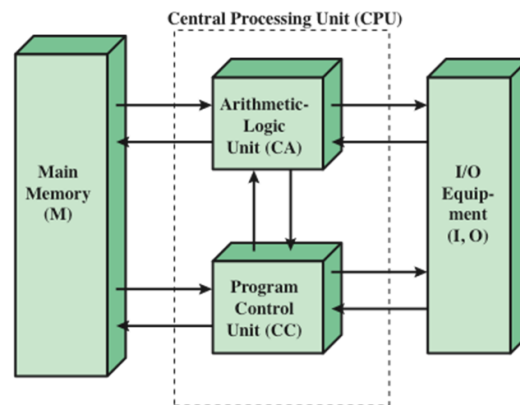 Central Processing Unit (CPU)
Main
Memory
(M)
Arithmetic-
Logic
Unit (CA)
Program
Control
Unit (CC)
I/O
Equip-
ment
(I, O)